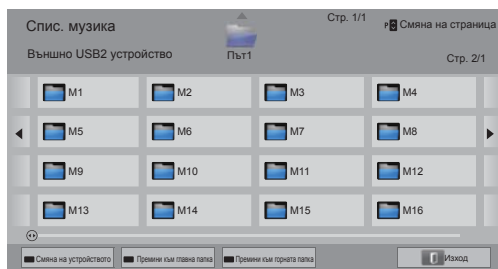 Спис. музика
Стр. 1/1
P Смяна на страница
Външно USB2 устройство
Път1
Стр. 2/1
M1 M2 M3 M4
M5 M6 M7 M8
M9 M10 M11 M12
M13 M14 M15 M16
Смяна на устройството Премини към главна папка Премини към горната папка Изход